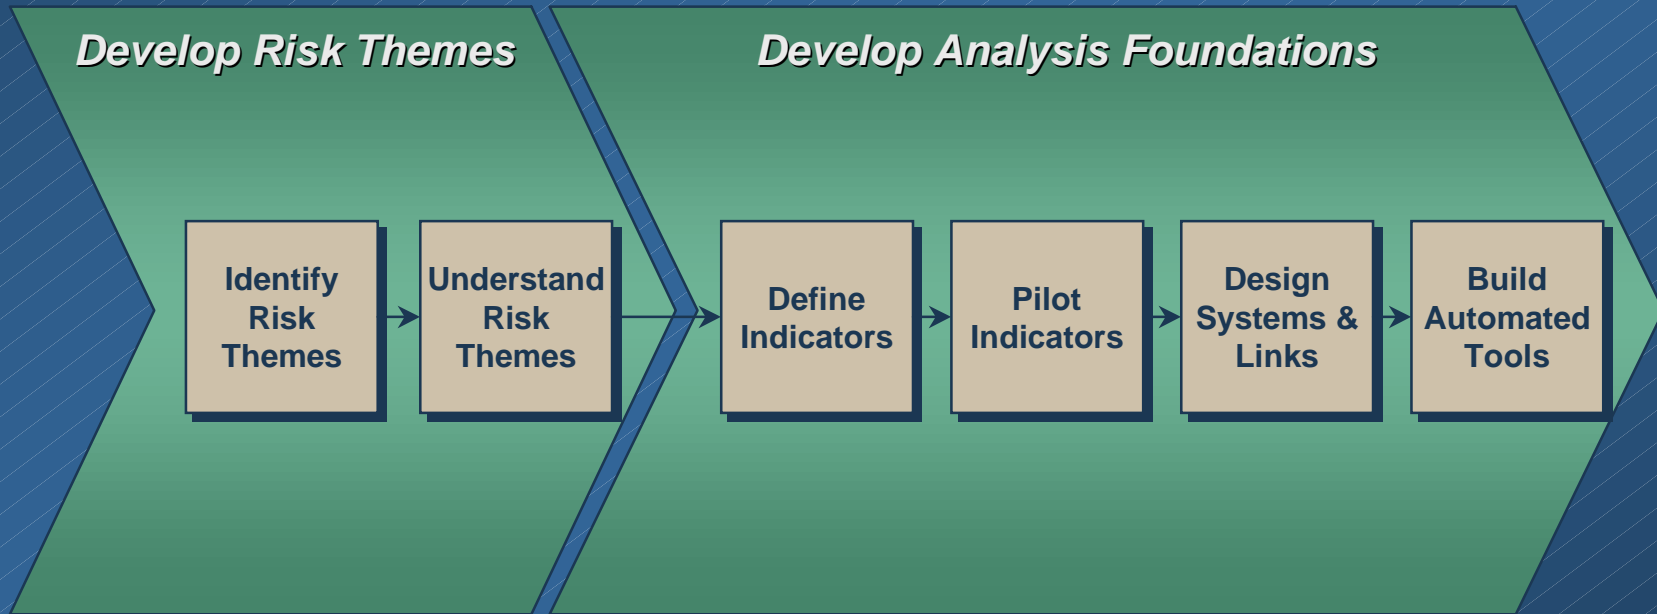 Develop Risk Themes
Develop Analysis Foundations
Identify
Risk
Themes
Understand
Risk
Themes
Define
Indicators
Pilot
Indicators
Design
Systems &
Links
Build
Automated
Tools